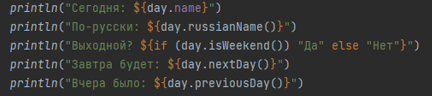 println("Сегодня: ${day.name}")
println("По-русски: ${day.russianName()}")
println("Выходной? ${if (day.isWeekend()) "Да" else "Нет"}")
println("Завтра будет: ${day.nextDay()}")
println("Вчера было: ${day.previousDay()}")